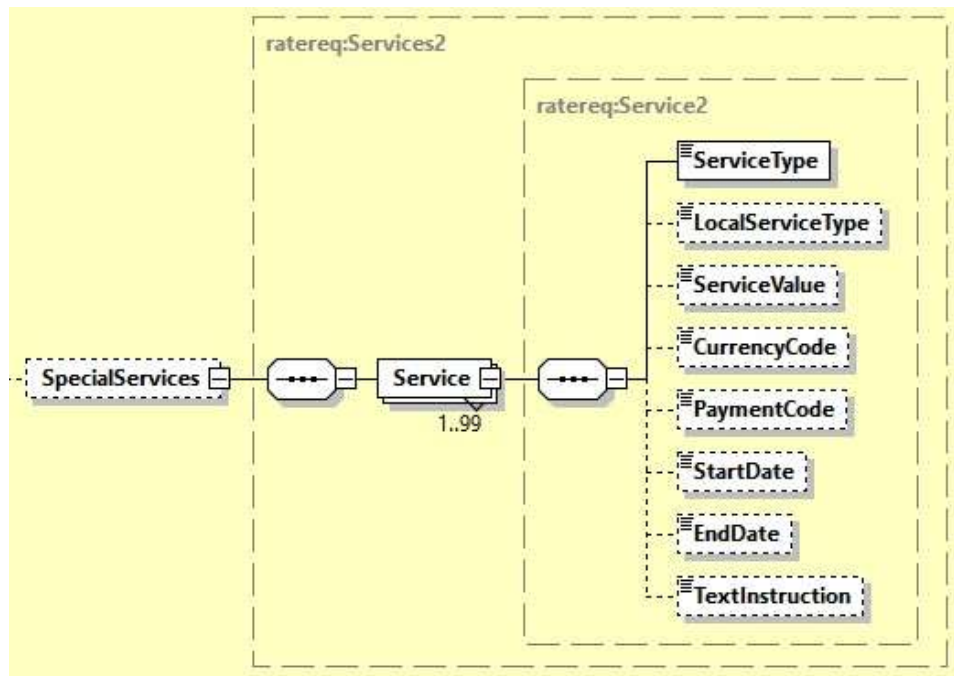 ratereq:Services2
ratereq:Service2
ServiceType
LocalServiceType
ServiceValue
CurrencyCode
SpecialServices
Service
1..99
PaymentCode
StartDate
EndDate
TextInstruction